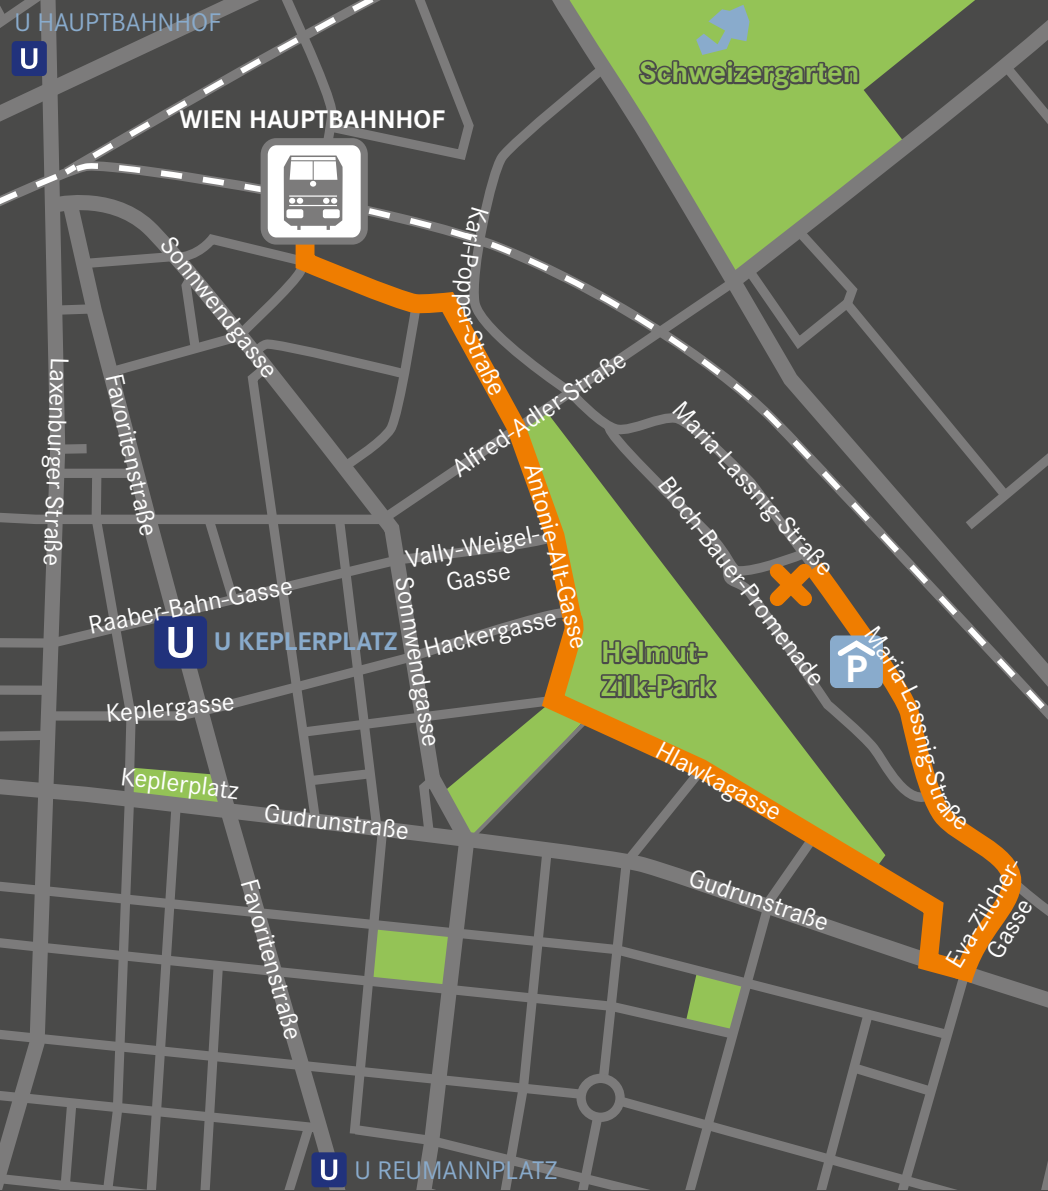 U HAUPTBAHNHOF
U
Schweizergarten
WIEN HAUPTBAHNHOF
Karl-Popper-Straße
Sonnwendgasse
Laxenburger Straße
Favoritenstraße
Alfred-Adler-Straße
Maria-Lassnig-Straße
Antonie-Alt-Gasse
Bloch-Bauer-Promenade
Vally-Weigel-
Gasse
Sonnwendgasse
Raaber-Bahn-Gasse
U
U KEPLERPLATZ
Hackergasse
Helmut-
Zilk-Park
P
Maria-Lassnig-Straße
Keplergasse
Hlawkagasse
Keplerplatz
Gudrunstraße
Gudrunstraße
Eva-Zilcher-
Gasse
Favoritenstraße
U
U REUMANNPLATZ